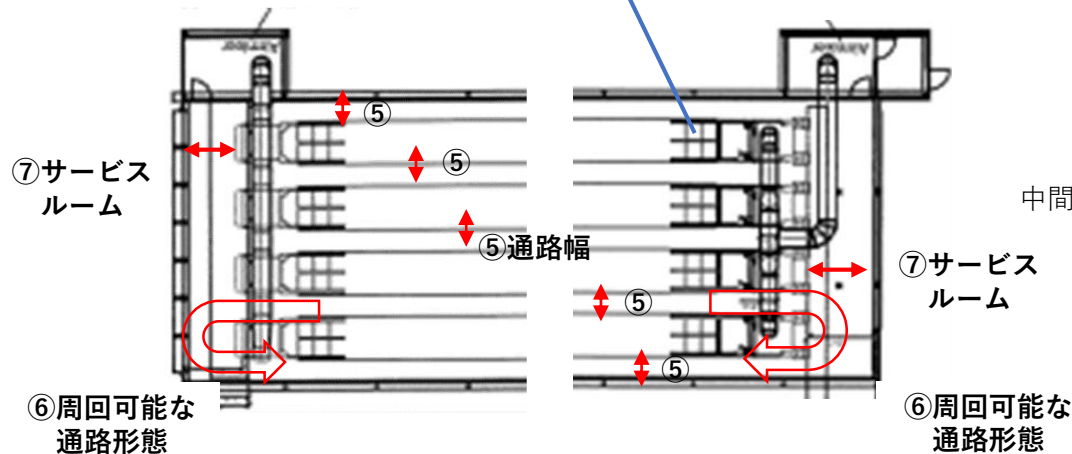 ⑤
⑤
⑦サービス
ルーム
⑤通路幅
中間
⑦サービス
ルーム
⑤
⑤
⑥周回可能な
通路形態
⑥周回可能な
通路形態